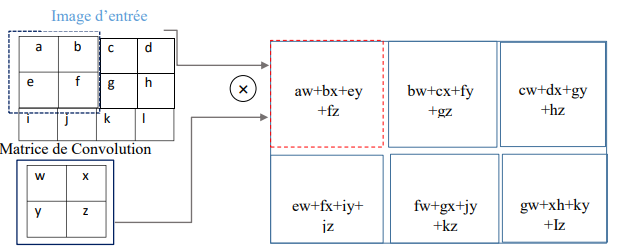 Image d'entrée
a b c d
e f g h
i j k l
Matrice de Convolution
w x
y z
×
aw+bx+ey
+fz
bw+cx+fy
+gz
cw+dx+gy
+hz
ew+fx+iy+
jz
fw+gx+jy
+kz
gw+xh+ky
+Iz